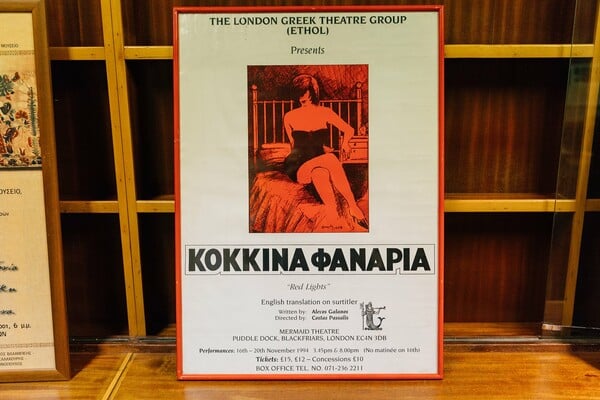 THE LONDON GREEK THEATRE GROUP
(ETHOL)
Presents
ΚΟΚΚΙΝΑ ΦΑΝΑΡΙΑ
"Red Lights"
English translation on surtitler
Written by: Alecos Galanos
Directed by: Costas Passalis
MERMAID THEATRE
PUDDLE DOCK, BLACKFRIARS, LONDON EC4N 3DB
Performances: 16th – 20th November 1994 3.45pm & 8.00pm (No matinée on 16th)
Tickets: £15, £12 – Concessions £10
BOX OFFICE TEL. NO. 071-236 2211